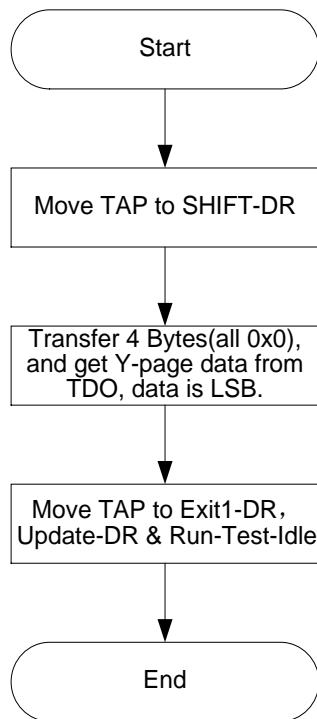 Start
Move TAP to SHIFT-DR
Transfer 4 Bytes(all 0x0),
and get Y-page data from
TDO, data is LSB.
Move TAP to Exit1-DR，
Update-DR & Run-Test-Idle
End